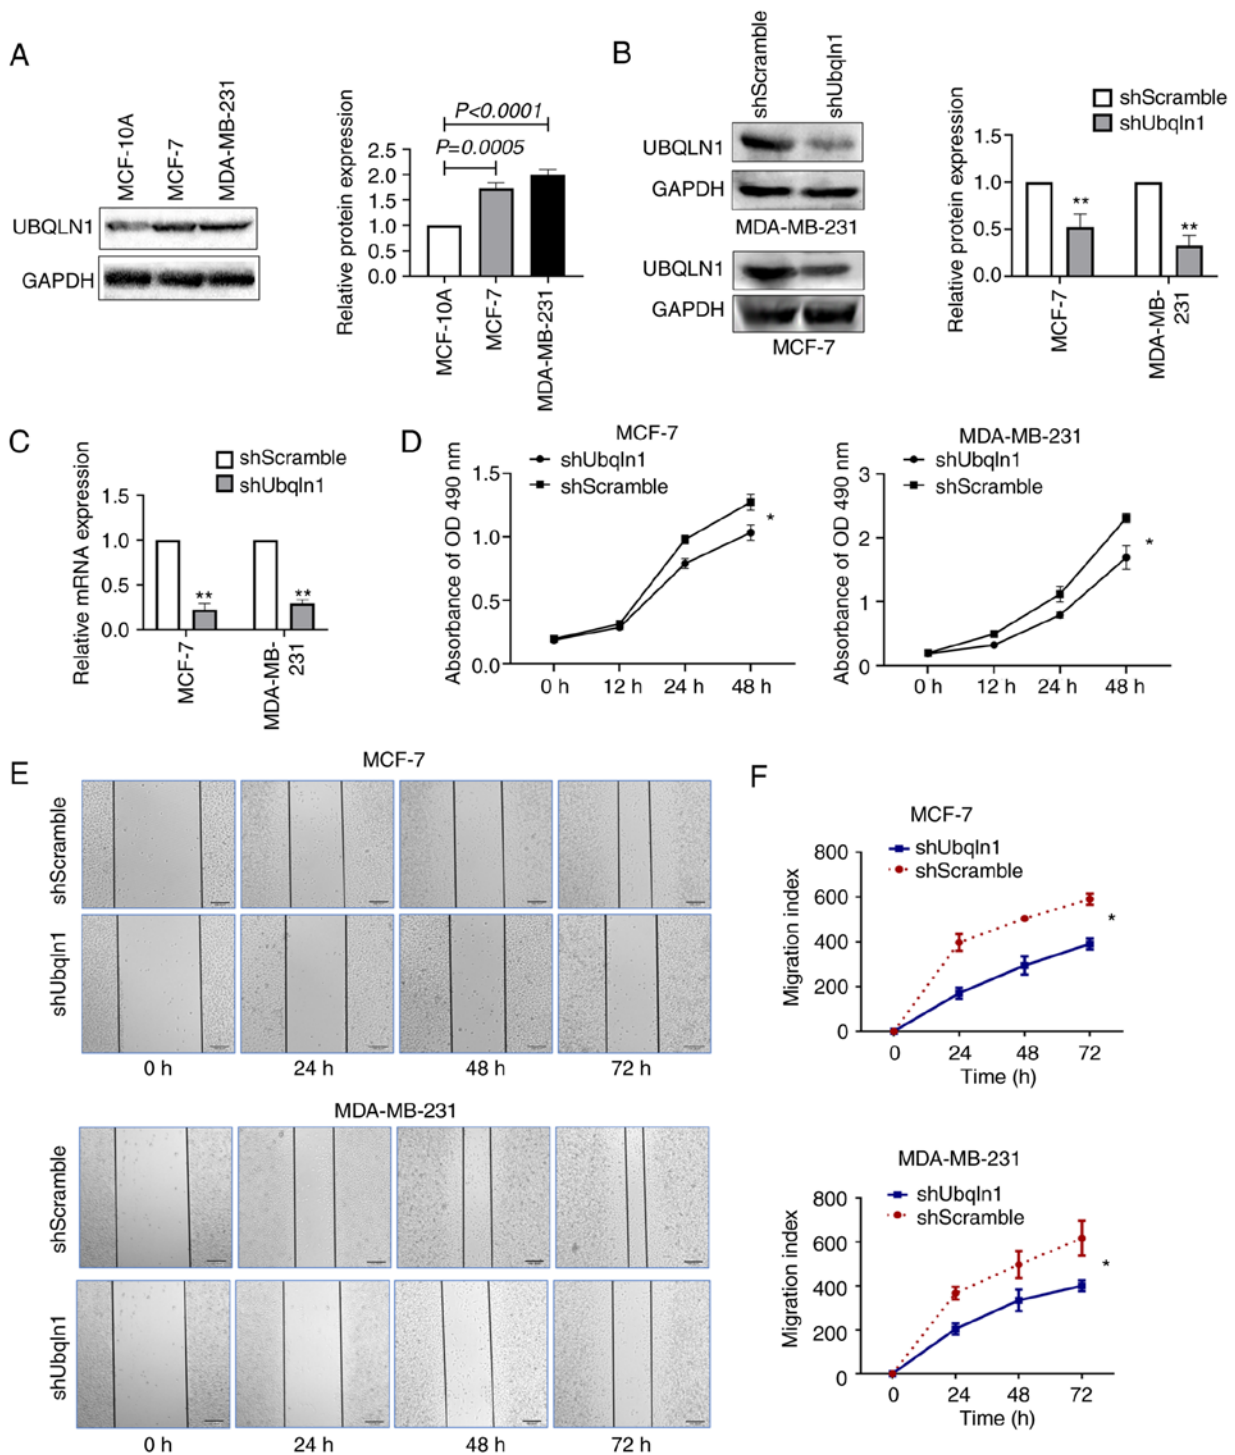 A
MCF-10A
MCF-7
MDA-MB-231
UBQLN1
GAPDH
Relative protein expression
P<0.0001
P=0.0005
2.5
2.0
1.5
1.0
0.5
0.0
MCF-10A
MCF-7
MDA-MB-231
B
shScramble
shUbqln1
UBQLN1
GAPDH
MDA-MB-231
UBQLN1
GAPDH
MCF-7
shScramble
shUbqln1
Relative protein expression
1.5
1.0
0.5
0.0
**
**
MCF-7
MDA-MB-
231
C
shScramble
shUbqln1
Relative mRNA expression
1.5
1.0
0.5
0.0
**
**
MCF-7
MDA-MB-
231
D
MCF-7
shUbqln1
shScramble
Absorbance of OD 490 nm
1.5
1.0
0.5
0.0
*
0 h 12 h 24 h 48 h
MDA-MB-231
shUbqln1
shScramble
Absorbance of OD 490 nm
3
2
1
0
*
0 h 12 h 24 h 48 h
E
MCF-7
shScramble
shUbqln1
0 h 24 h 48 h 72 h
MDA-MB-231
shScramble
shUbqln1
0 h 24 h 48 h 72 h
F
MCF-7
shUbqln1
shScramble
Migration index
800
600
400
200
0
*
0 24 48 72
Time (h)
MDA-MB-231
shUbqln1
shScramble
Migration index
800
600
400
200
0
*
0 24 48 72
Time (h)